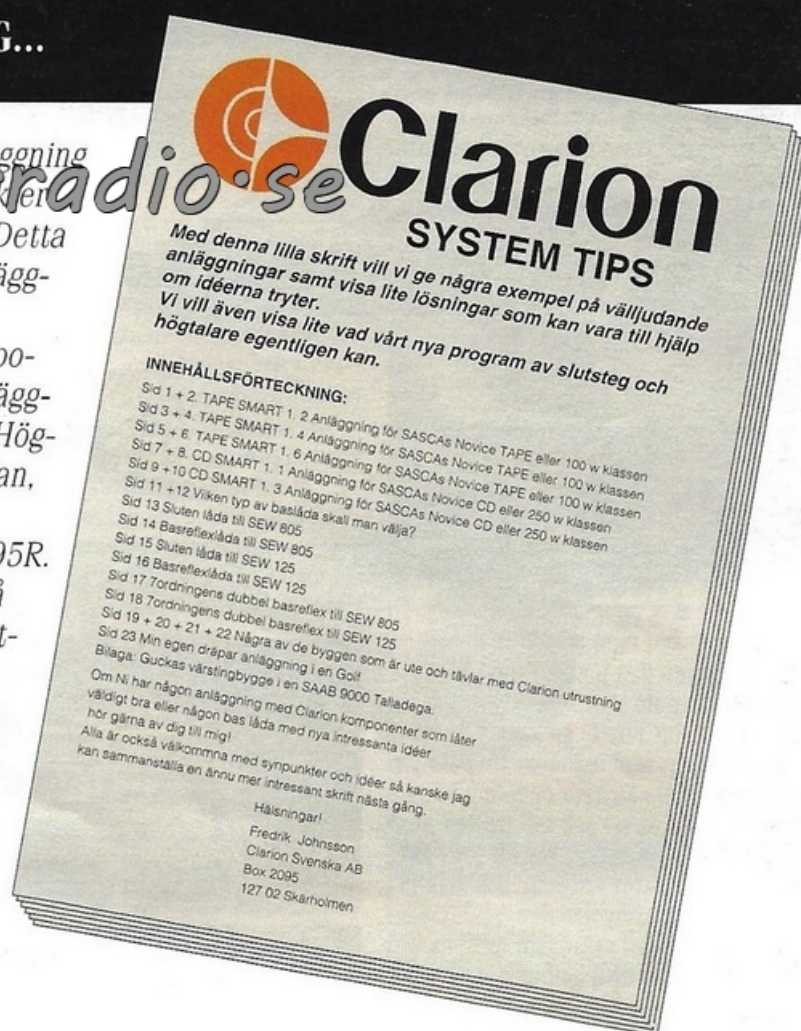 G...
äggning
Detta
ägg-
po-
ägg-
Hög-
an,
95R.
å
t-
radio.se
Clarion
SYSTEM TIPS
Med denna lilla skrift vill vi ge några exempel på välljudande
anläggningar samt visa lite lösningar som kan vara till hjälp
om idéerna tryter.
Vi vill även visa lite vad vårt nya program av slutsteg och
högtalare egentligen kan.
INNEHÅLLSFÖRTECKNING:
Sid 1 + 2. TAPE SMART 1. 2 Anläggning för SASCAs Novice TAPE eller 100 w klassen
Sid 3 + 4. TAPE SMART 1. 4 Anläggning för SASCAs Novice TAPE eller 100 w klassen
Sid 5 + 6. TAPE SMART 1. 6 Anläggning för SASCAs Novice TAPE eller 100 w klassen
Sid 7 + 8. CD SMART 1. 1 Anläggning för SASCAs Novice CD eller 250 w klassen
Sid 9 +10 CD SMART 1. 3 Anläggning för SASCAs Novice CD eller 250 w klassen
Sid 11 +12 Vilken typ av baslåda skall man välja?
Sid 13 Sluten låda till SEW 805
Sid 14 Basreflexlåda till SEW 805
Sid 15 Sluten låda till SEW 125
Sid 16 Basreflexlåda till SEW 125
Sid 17 7ordningens dubbel basreflex till SEW 805
Sid 18 7ordningens dubbel basreflex till SEW 125
Sid 19 + 20 + 21 + 22 Några av de byggen som är ute och tävlar med Clarion utrustning
Sid 23 Min egen dräpar anläggning i en Golf
Bilaga: Guckas värstingbygge i en SAAB 9000 Talladega.
Om Ni har någon anläggning med Clarion komponenter som låter
väldigt bra eller någon bas låda med nya intressanta idéer
hör gärna av dig till mig!
Alla är också välkommna med synpunkter och idéer så kanske jag
kan sammanställa en ännu mer intressant skrift nästa gång.
Hälsningar!
Fredrik Johnsson
Clarion Svenska AB
Box 2095
127 02 Skärholmen